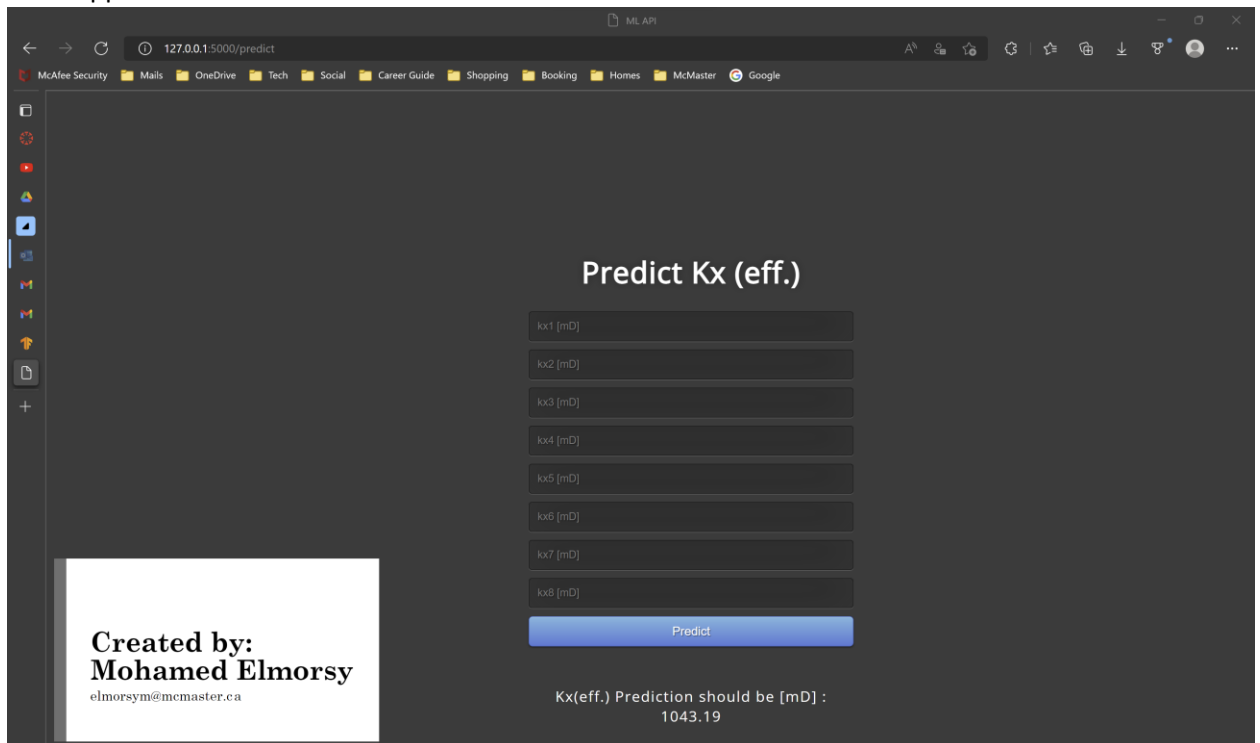 ML API
127.0.0.1:5000/predict
McAfee Security Mails OneDrive Tech Social Career Guide Shopping Booking Homes McMaster Google
Predict Kx (eff.)
kx1 [mD]
kx2 [mD]
kx3 [mD]
kx4 [mD]
kx5 [mD]
kx6 [mD]
kx7 [mD]
kx8 [mD]
Predict
Created by:
Mohamed Elmorsy
elmorsym@mcmaster.ca
Kx(eff.) Prediction should be [mD] :
1043.19